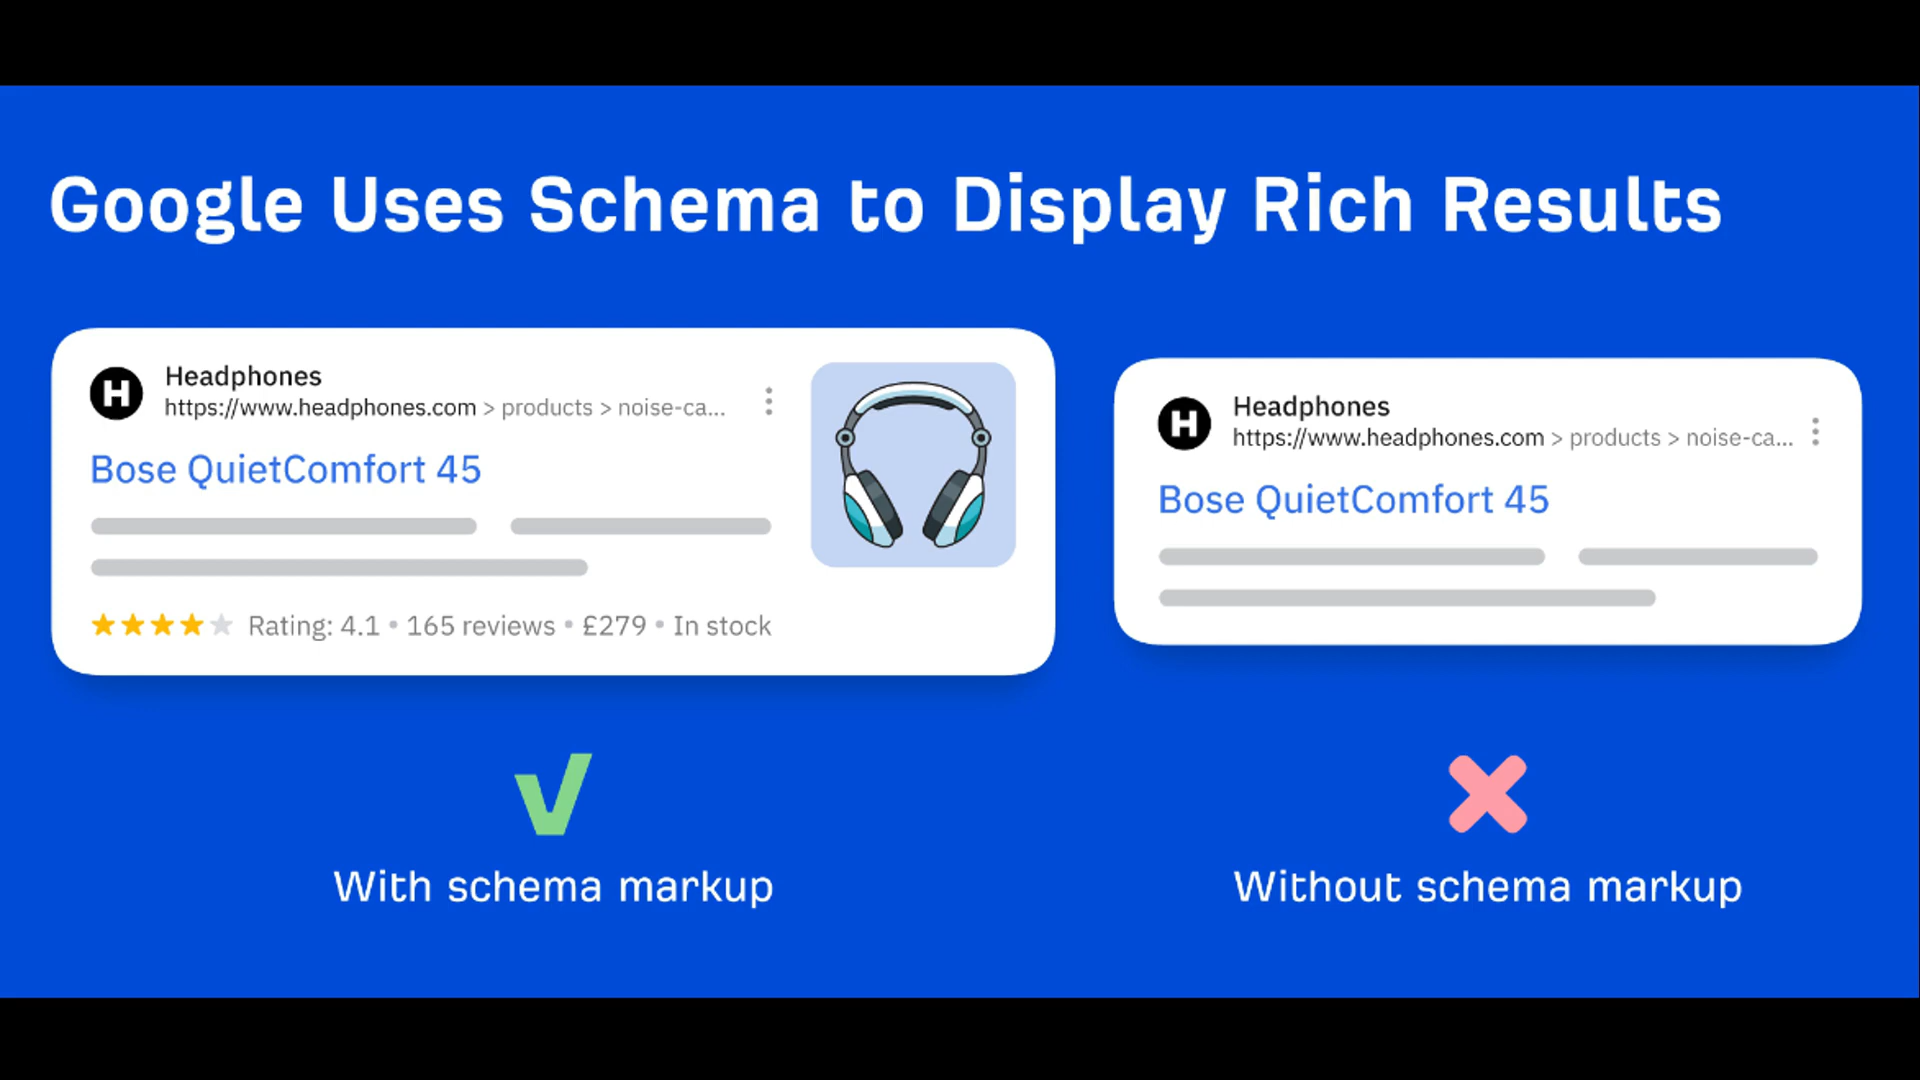 Google Uses Schema to Display Rich Results
H
Headphones
https://www.headphones.com > products > noise-ca...
Bose QuietComfort 45
Rating: 4.1 • 165 reviews • £279 • In stock
With schema markup
H
Headphones
https://www.headphones.com > products > noise-ca...
Bose QuietComfort 45
Without schema markup